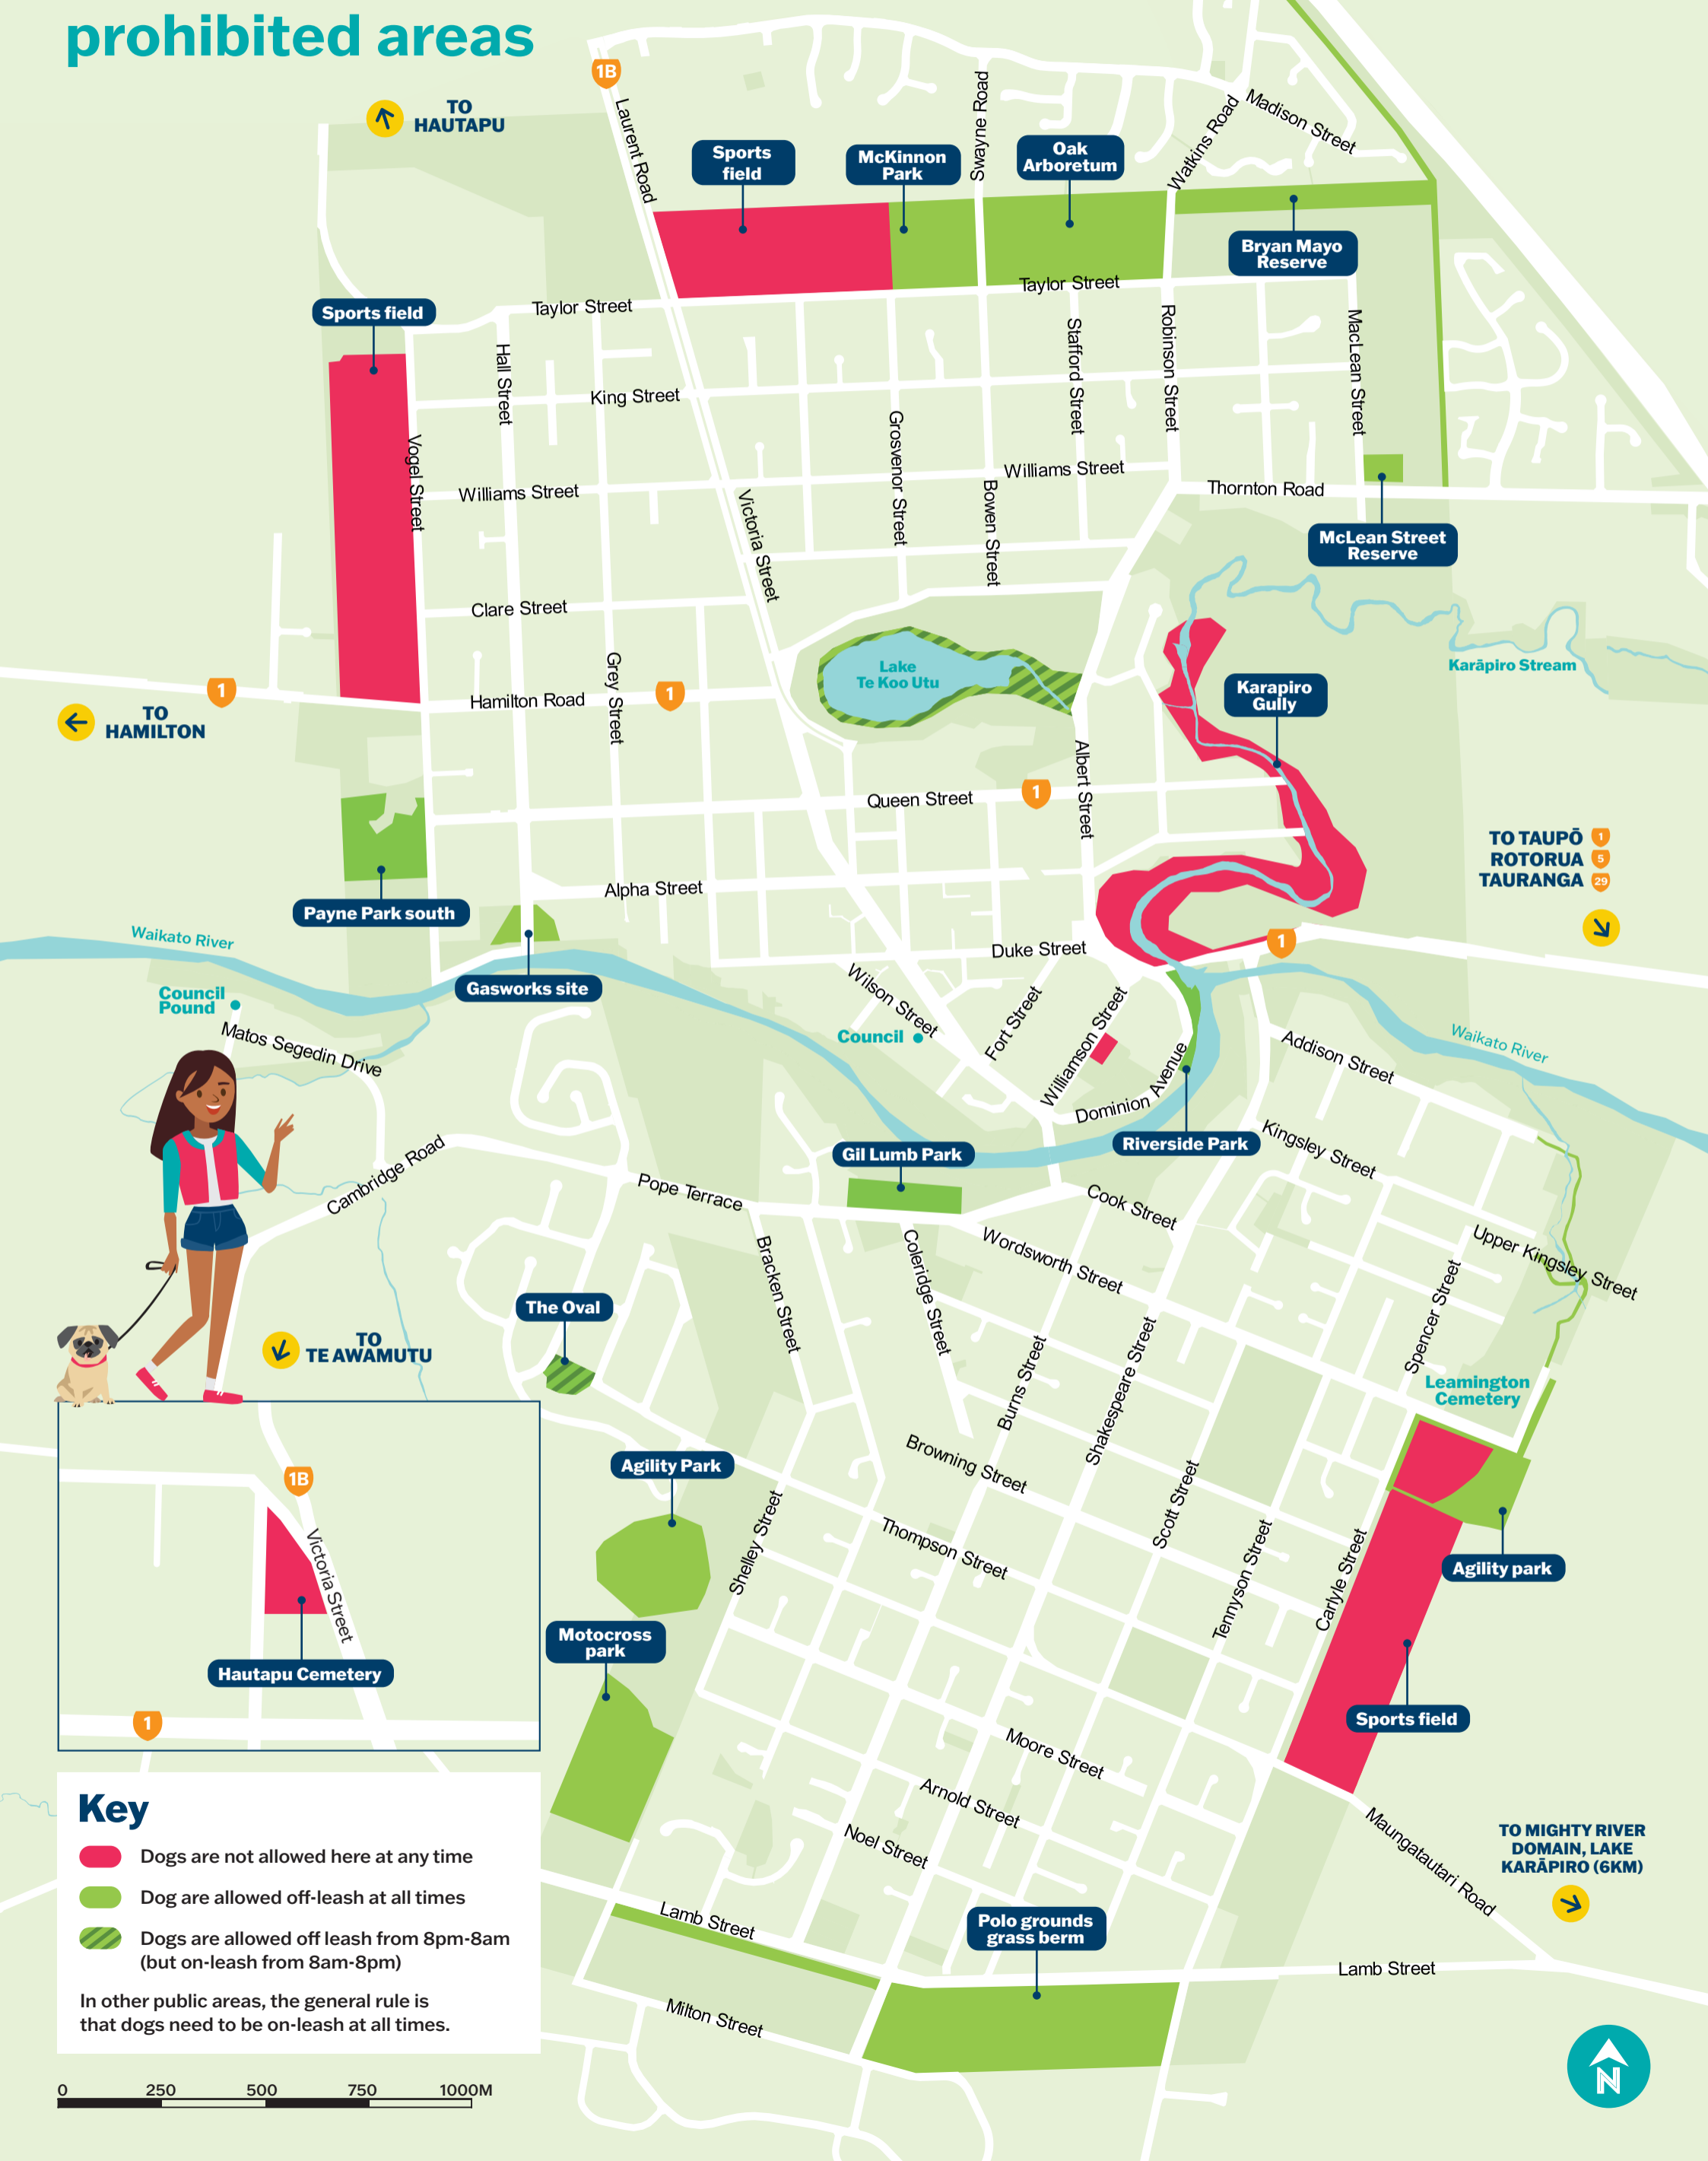 prohibited areas
1B
TO
HAUTAPU
Laurent Road
Sports
field
McKinnon
Park
Swayne Road
Oak
Arboretum
Watkins Road
Madison Street
Bryan Mayo
Reserve
Taylor Street
Taylor Street
Sports field
Hall Street
King Street
Stafford Street
Robinson Street
MacLean Street
Grosvenor Street
Vogel Street
Williams Street
Williams Street
Bowen Street
Thornton Road
Victoria Street
McLean Street
Reserve
Clare Street
Grey Street
Lake
Te Koo Utu
Karāpiro Stream
1
Hamilton Road
1
Karapiro
Gully
TO
HAMILTON
Albert Street
Queen Street
1
TO TAUPŌ 1
ROTORUA 5
TAURANGA 29
Alpha Street
Payne Park south
Waikato River
Duke Street
1
Gasworks site
Wilson Street
Council
Pound
Matos Segedin Drive
Council
Fort Street
Williamson Street
Dominion Avenue
Addison Street
Waikato River
Riverside Park
Kingsley Street
Gil Lumb Park
Cambridge Road
Pope Terrace
Cook Street
Bracken Street
Coleridge Street
Wordsworth Street
Upper Kingsley Street
Spencer Street
The Oval
TO
TE AWAMUTU
Burns Street
Shakespeare Street
Leamington
Cemetery
Browning Street
Agility Park
1B
Scott Street
Shelley Street
Thompson Street
Tennyson Street
Carlyle Street
Agility park
Victoria Street
Motocross
park
Hautapu Cemetery
1
Sports field
Moore Street
Arnold Street
Noel Street
Maungatautari Road
TO MIGHTY RIVER
DOMAIN, LAKE
KARĀPIRO (6KM)
Key
Dogs are not allowed here at any time
Dog are allowed off-leash at all times
Dogs are allowed off leash from 8pm-8am
(but on-leash from 8am-8pm)
In other public areas, the general rule is
that dogs need to be on-leash at all times.
Lamb Street
Polo grounds
grass berm
Lamb Street
Milton Street
0 250 500 750 1000M
N